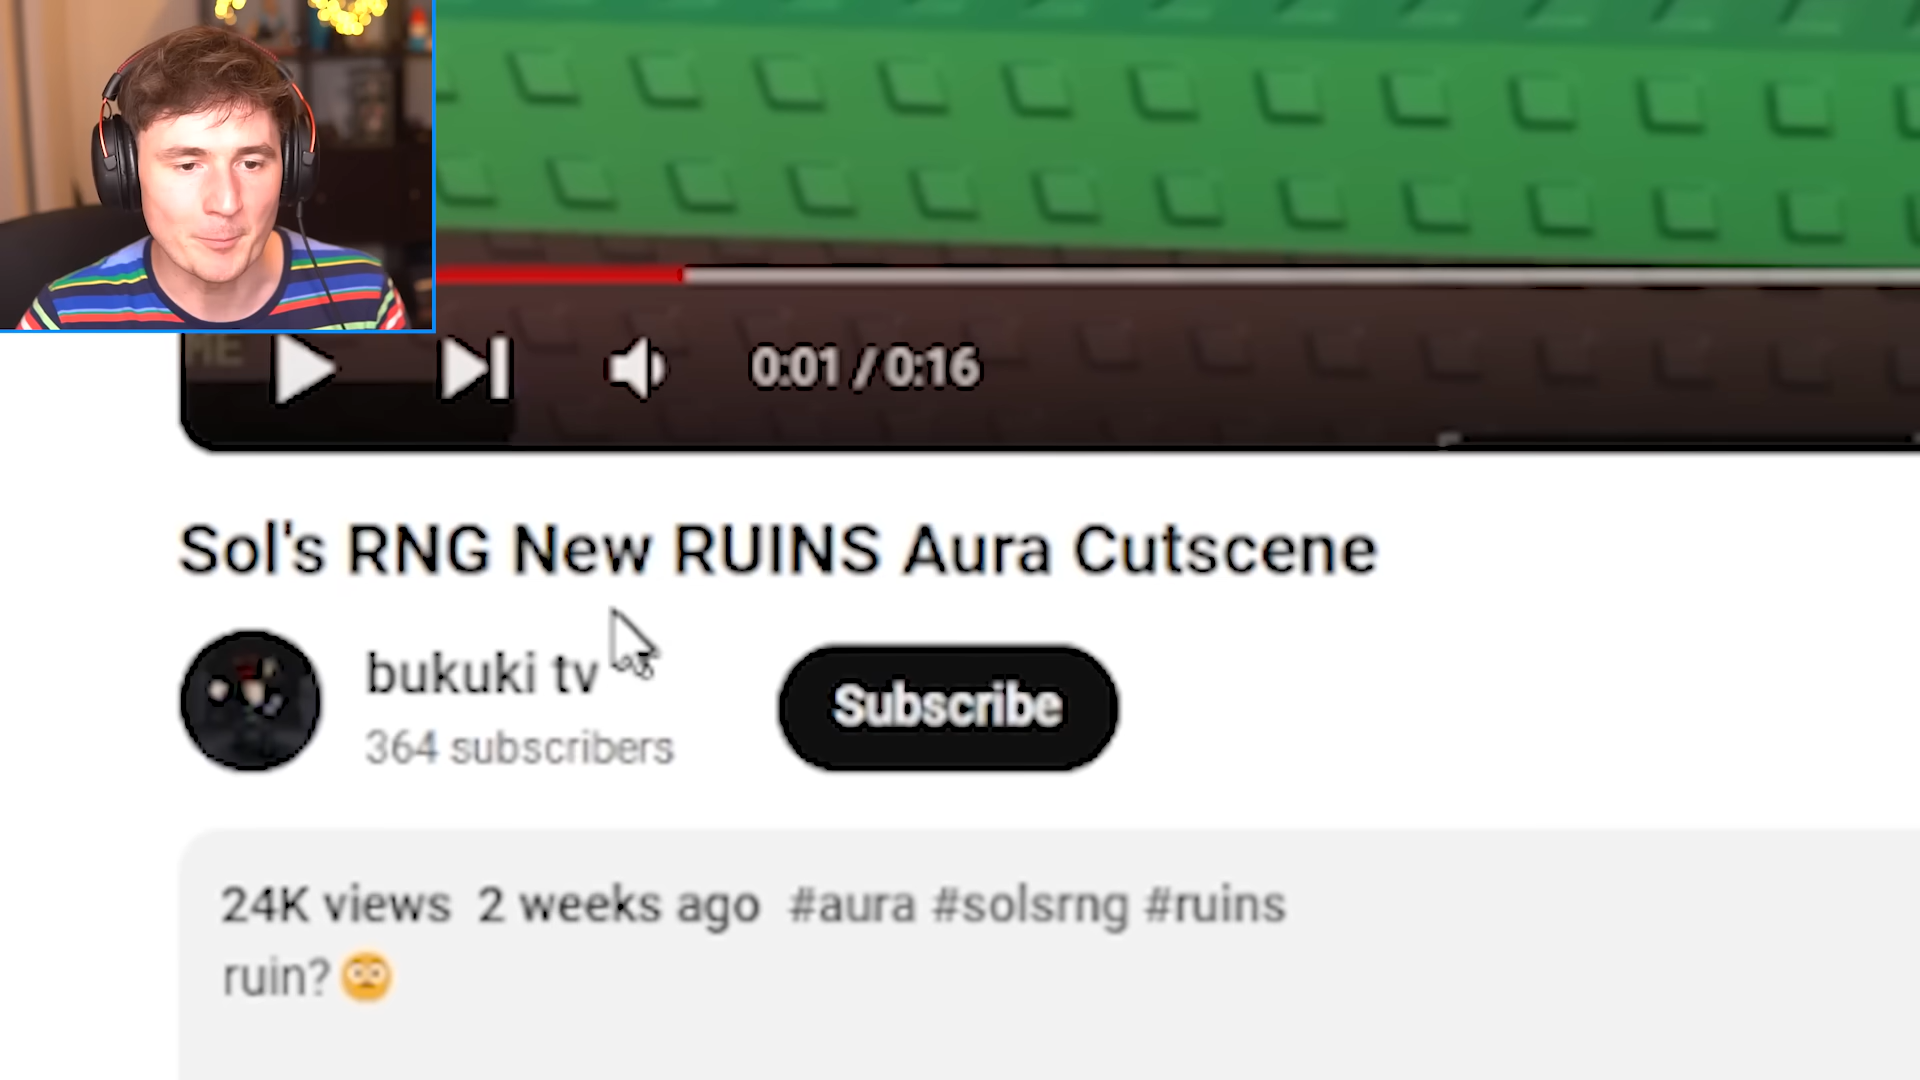 ME
0:01 / 0:16
Sol's RNG New RUINS Aura Cutscene
bukuki tv
364 subscribers
Subscribe
24K views 2 weeks ago #aura #solsrng #ruins
ruin?😳